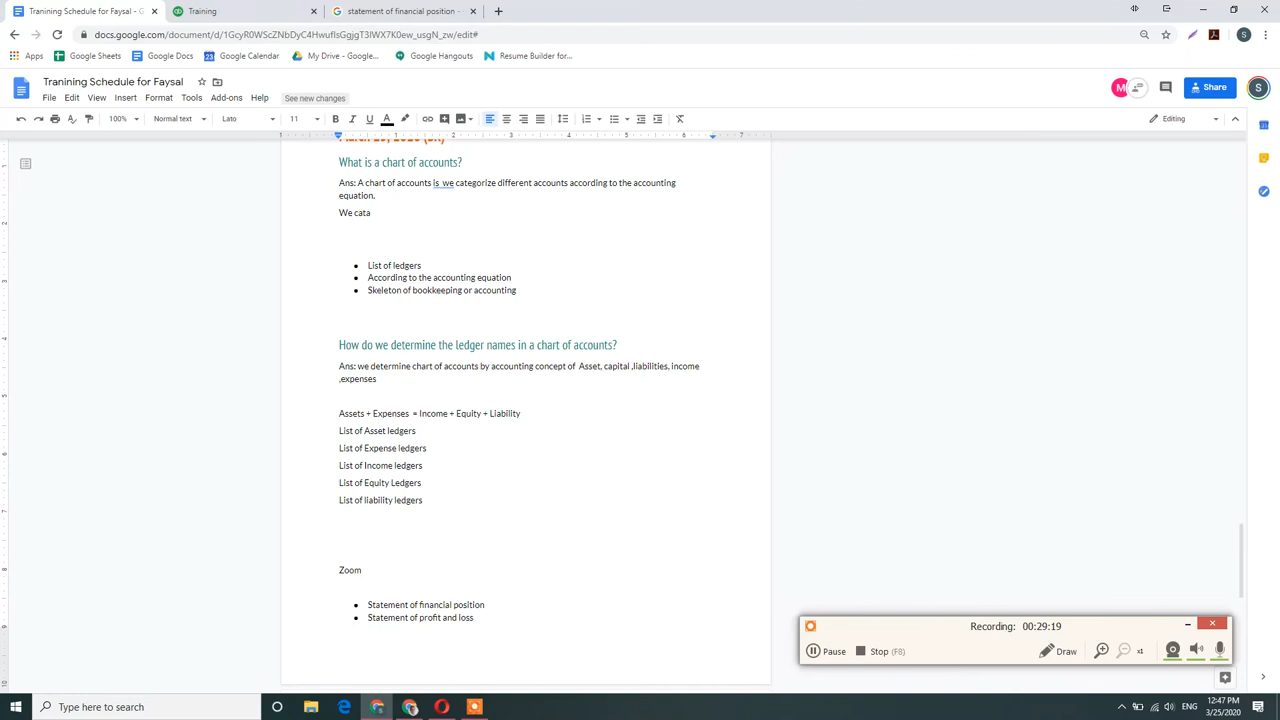 Tranining Schedule for Faysal - G
Training
statement of financial position -
docs.google.com/document/d/1GcyR0WScZNbDyC4HwuflsGgjgT3lWX7K0ew_usgN_zw/edit#
Apps
Google Sheets
Google Docs
Google Calendar
My Drive - Google...
Google Hangouts
Resume Builder for...
Tranining Schedule for Faysal
M
Share
S
File Edit View Insert Format Tools Add-ons Help See new changes
100% Normal text Lato 11 Editing
What is a chart of accounts?
Ans: A chart of accounts is we categorize different accounts according to the accounting
equation.
We cata
List of ledgers
According to the accounting equation
Skeleton of bookkeeping or accounting
How do we determine the ledger names in a chart of accounts?
Ans: we determine chart of accounts by accounting concept of Asset, capital ,liabilities, income
,expenses
Assets + Expenses = Income + Equity + Liability
List of Asset ledgers
List of Expense ledgers
List of Income ledgers
List of Equity Ledgers
List of liability ledgers
Zoom
Statement of financial position
Statement of profit and loss
Recording: 00:29:19
Pause Stop (F8) Draw x1
Type here to search
ENG
12:47 PM
3/25/2020